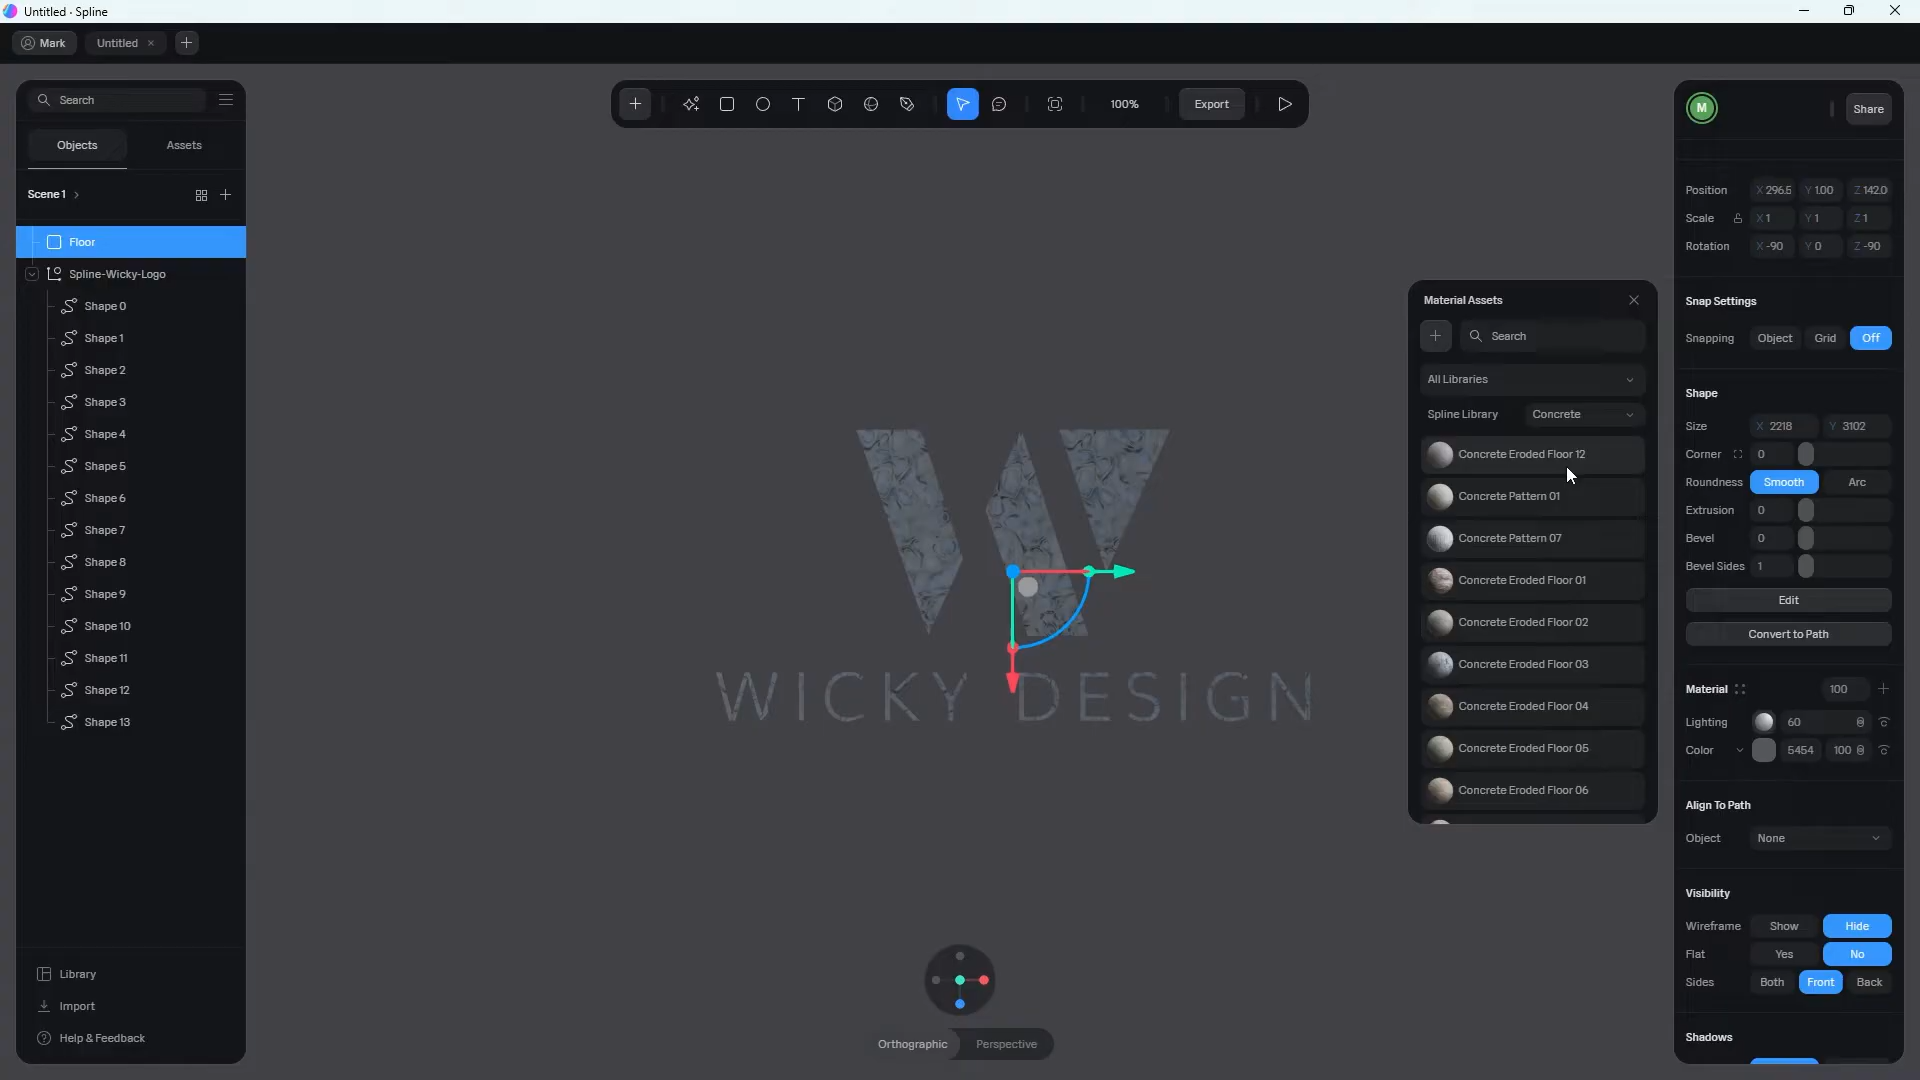 Untitled - Spline
Mark
Untitled
Search
Objects
Assets
Scene 1
Floor
Spline-Wicky-Logo
Shape 0
Shape 1
Shape 2
Shape 3
Shape 4
Shape 5
Shape 6
Shape 7
Shape 8
Shape 9
Shape 10
Shape 11
Shape 12
Shape 13
Library
Import
Help & Feedback
100%
Export
WICKY DESIGN
Orthographic
Perspective
Material Assets
Search
All Libraries
Spline Library
Concrete
Concrete Eroded Floor 12
Concrete Pattern 01
Concrete Pattern 07
Concrete Eroded Floor 01
Concrete Eroded Floor 02
Concrete Eroded Floor 03
Concrete Eroded Floor 04
Concrete Eroded Floor 05
Concrete Eroded Floor 06
M
Share
Position X 296.5 Y 1.00 Z 142.0
Scale X 1 Y 1 Z 1
Rotation X -90 Y 0 Z -90
Snap Settings
Snapping Object Grid Off
Shape
Size X 2218 Y 3102
Corner 0
Roundness Smooth Arc
Extrusion 0
Bevel 0
Bevel Sides 1
Edit
Convert to Path
Material 100
Lighting 60
Color 5454 100
Align To Path
Object None
Visibility
Wireframe Show Hide
Flat Yes No
Sides Both Front Back
Shadows